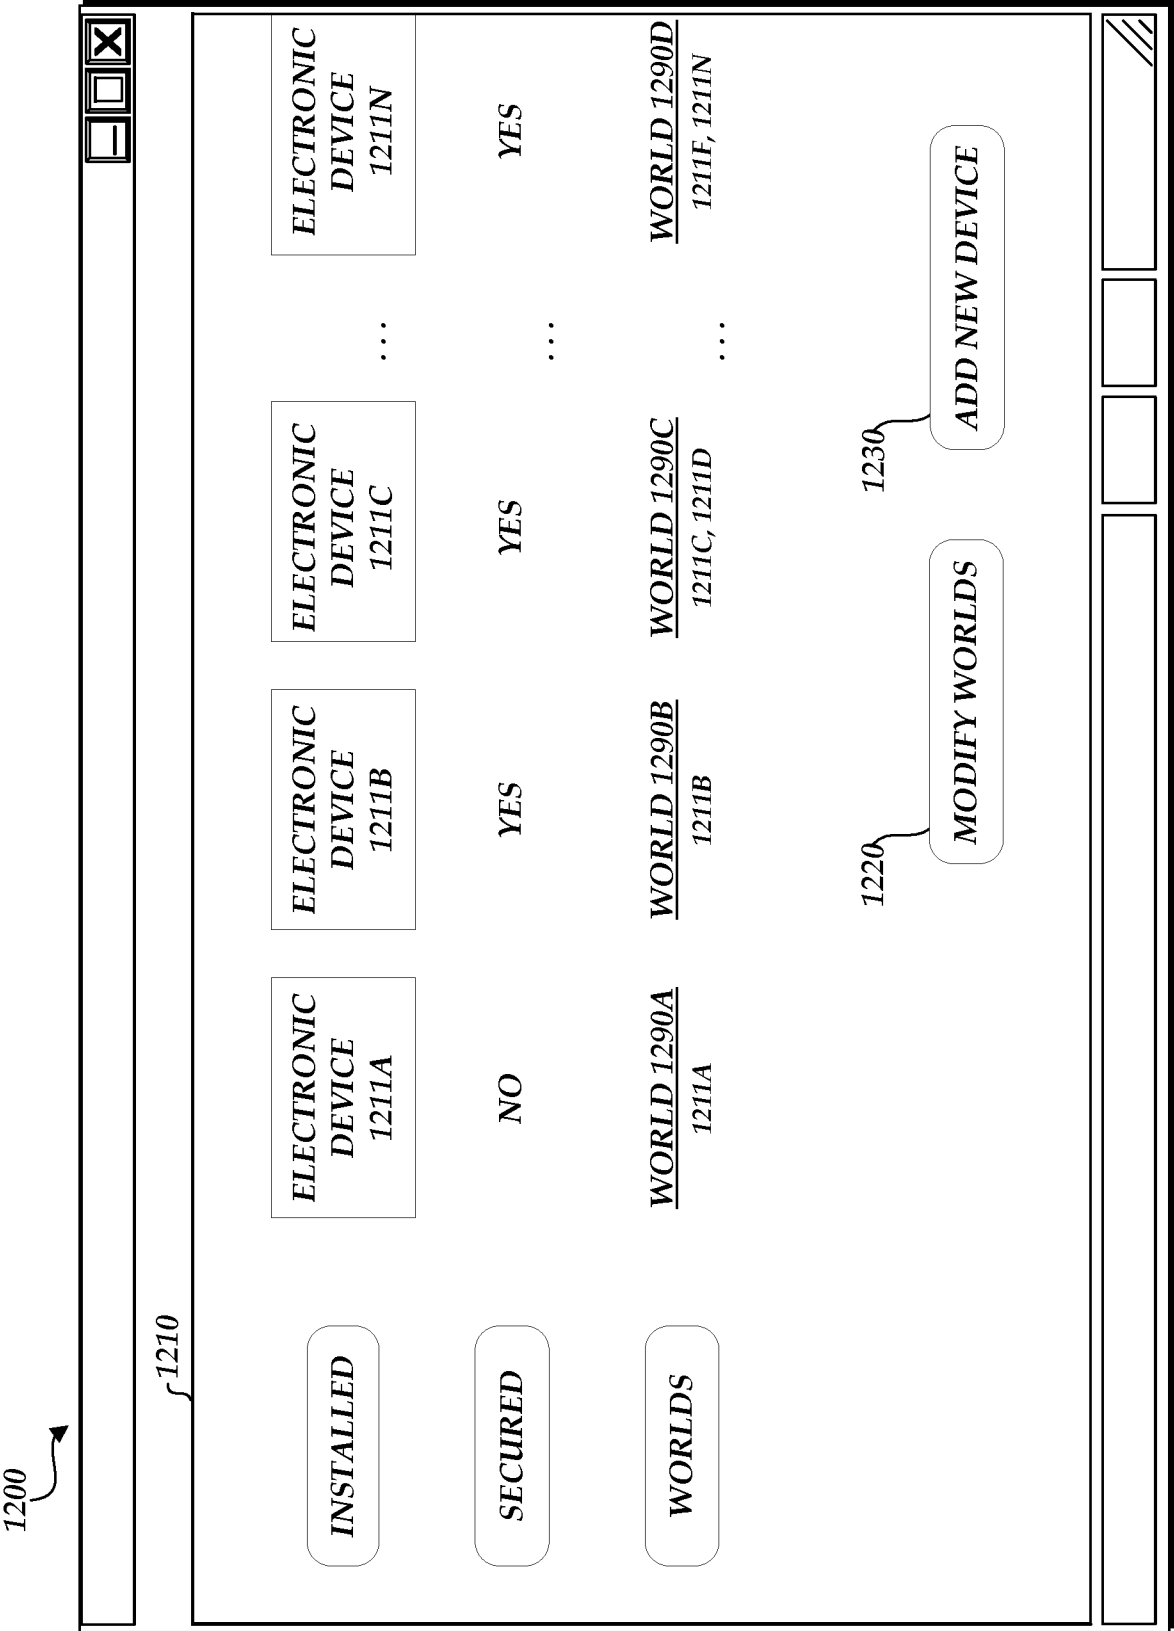 1200
1210
INSTALLED
ELECTRONIC
DEVICE
1211A
ELECTRONIC
DEVICE
1211B
ELECTRONIC
DEVICE
1211C
...
ELECTRONIC
DEVICE
1211N
SECURED
NO
YES
YES
...
YES
WORLDS
WORLD 1290A
1211A
WORLD 1290B
1211B
WORLD 1290C
1211C, 1211D
...
WORLD 1290D
1211F, 1211N
1220
MODIFY WORLDS
1230
ADD NEW DEVICE